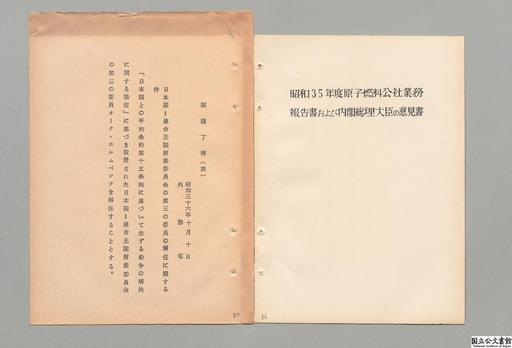 閣議了解(案)
昭和三十六年十月十日
外務省
日本国―連合王国財産委員会の第三の委員の解任に関する
件
「日本国との平和条約第十五条(a)に基づいて生ずる紛争の解決
に関する協定」に基づき設置された日本国―連合王国財産委員会
の第三の委員オーケ・ホルムベックを解任することとする。
昭和35年度原子燃料公社業務
報告書および内閣総理大臣の意見書
国立公文書館
National Archives of Japan